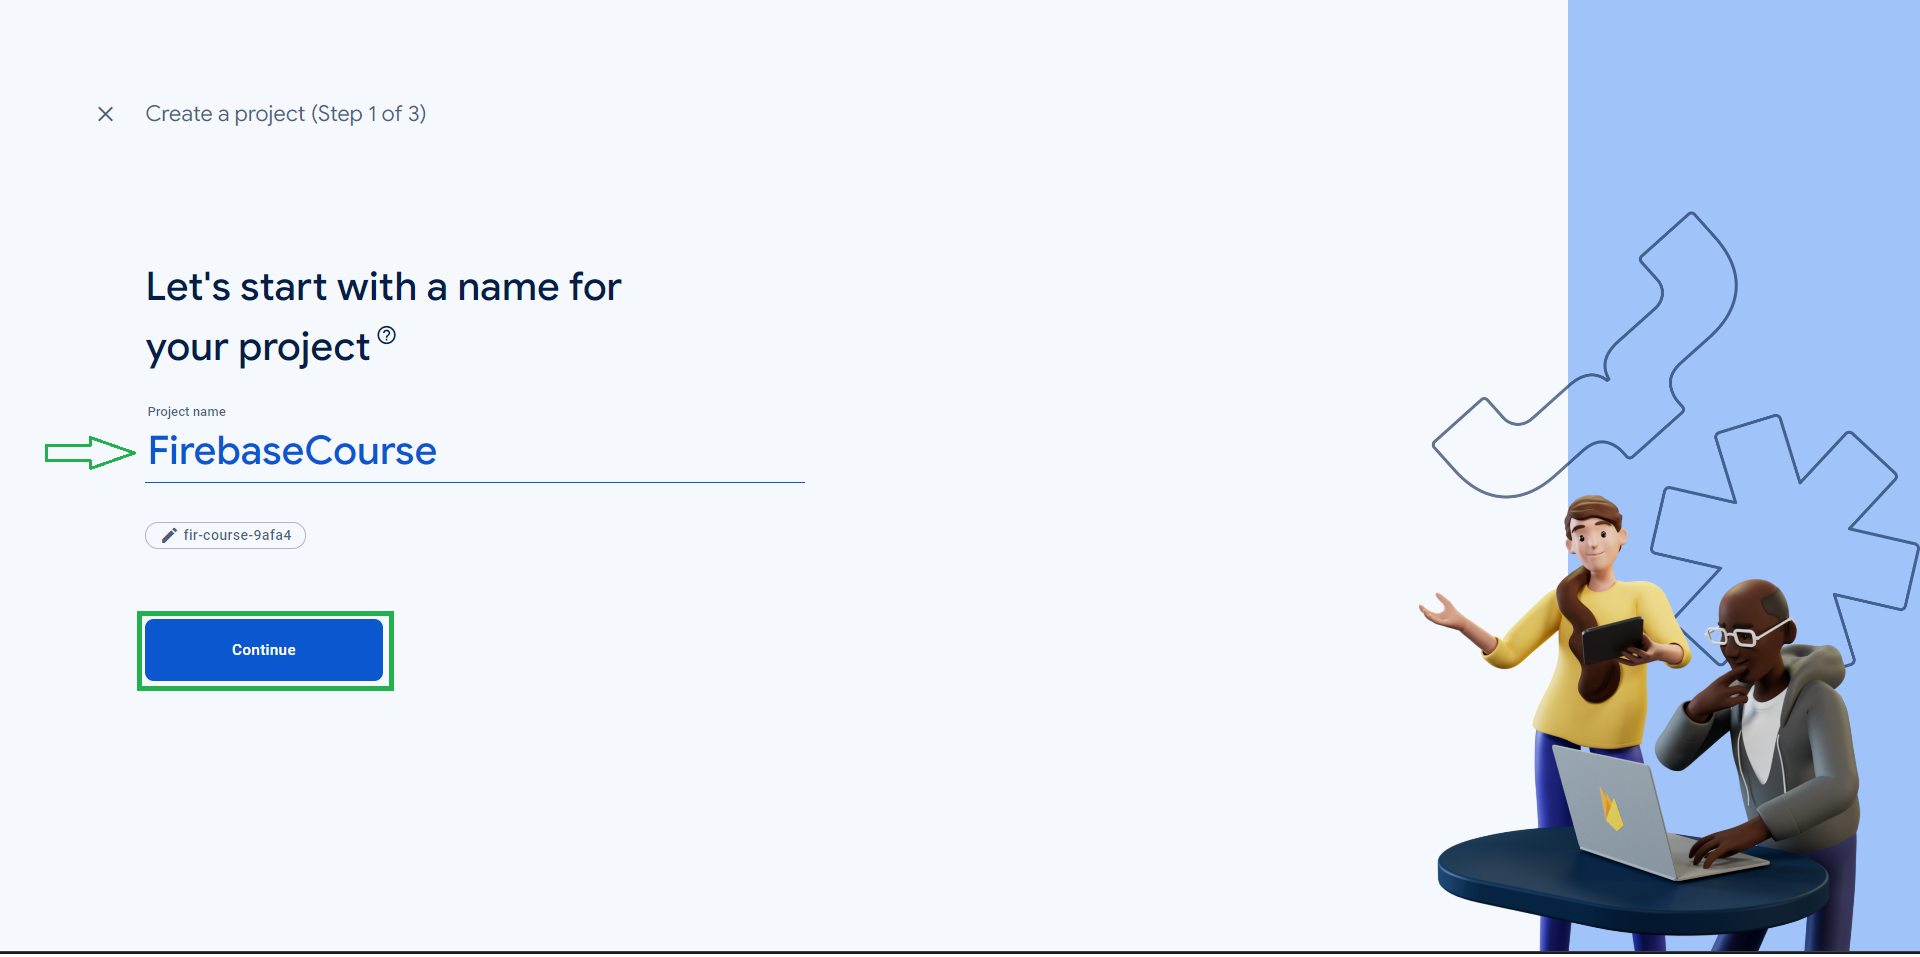 Create a project (Step 1 of 3)
Let's start with a name for
your project
Project name
FirebaseCourse
fir-course-9afa4
Continue